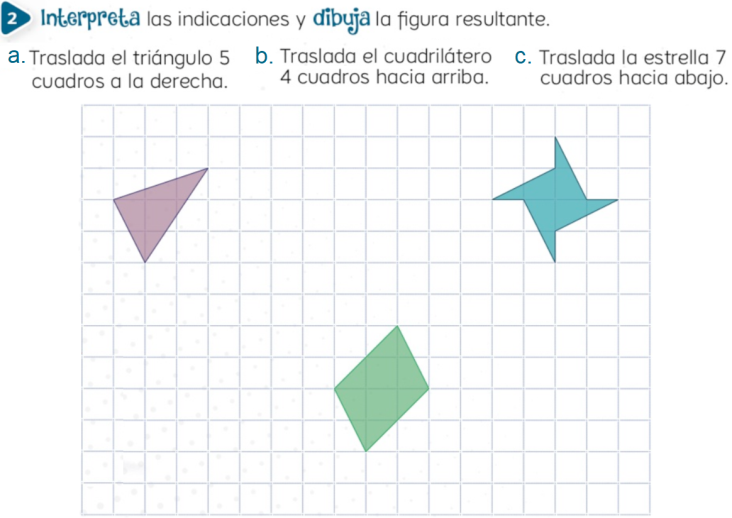 2 Interpreta las indicaciones y dibuja la figura resultante.
a. Traslada el triángulo 5 cuadros a la derecha.
b. Traslada el cuadrilátero 4 cuadros hacia arriba.
c. Traslada la estrella 7 cuadros hacia abajo.